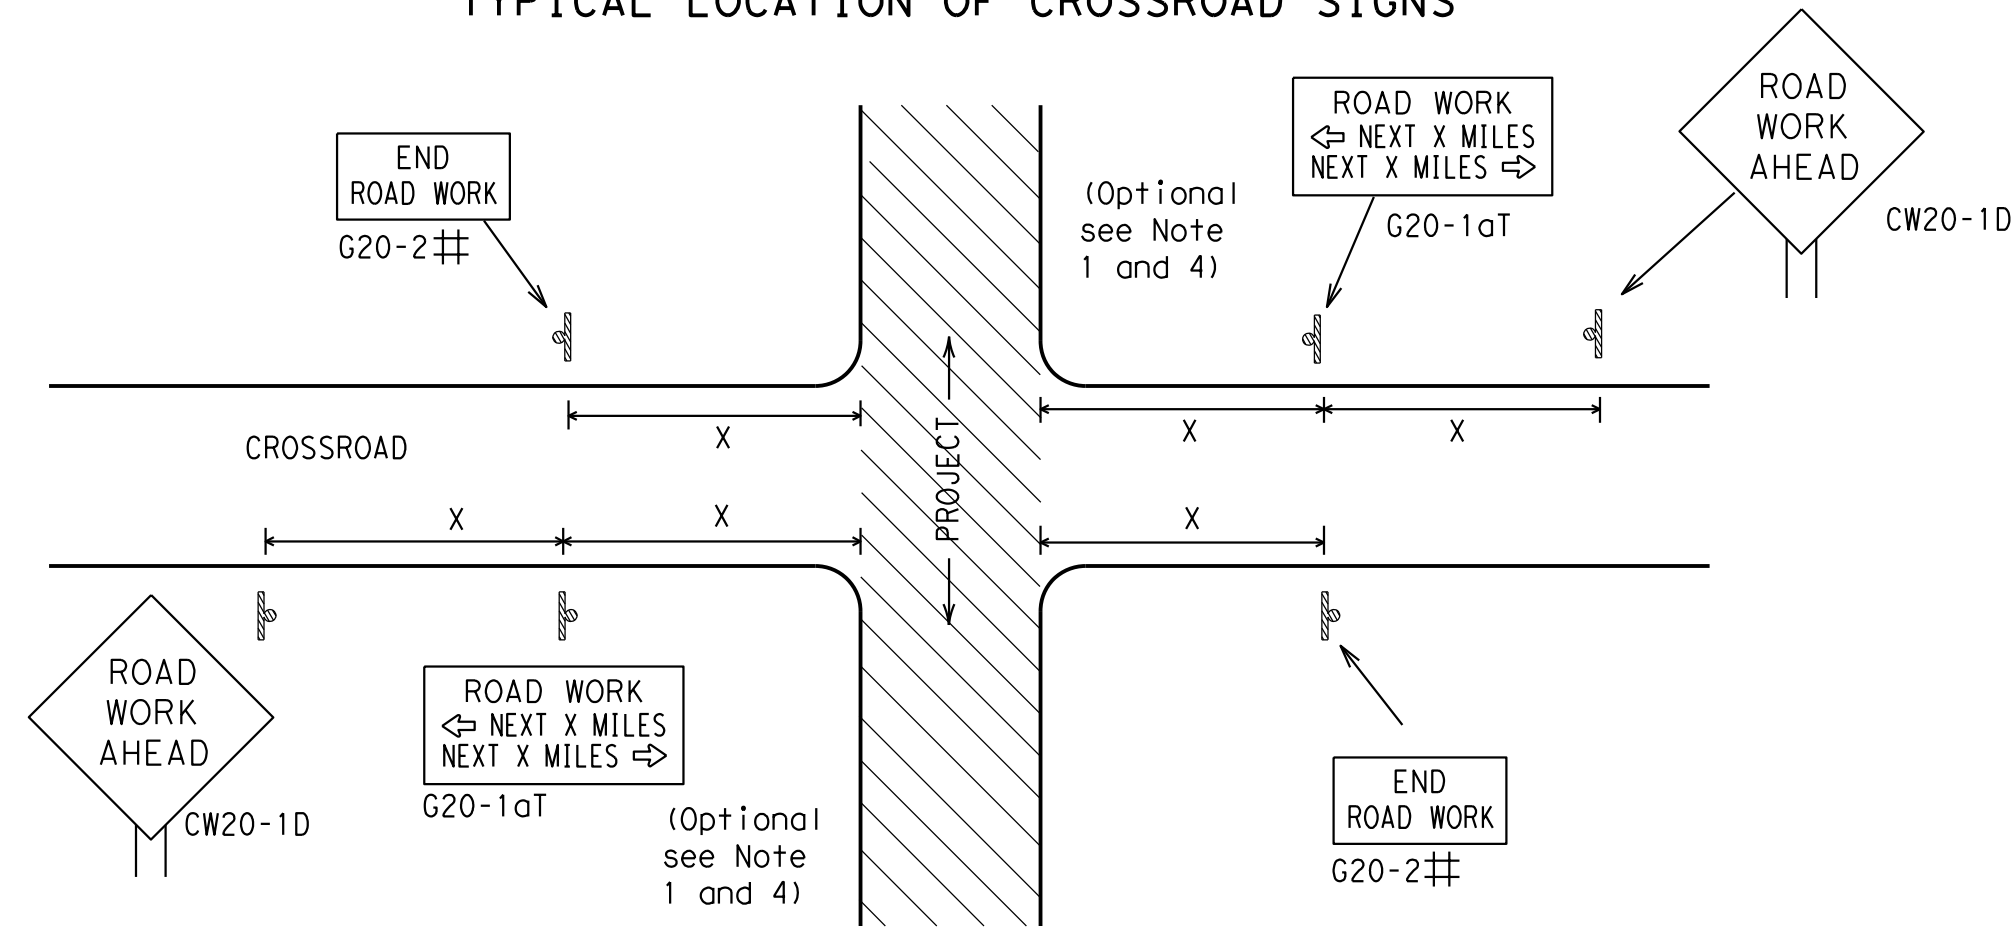 TYPICAL LOCATION OF CROSSROAD SIGNS
END
ROAD WORK
G20-2#
(Optional
see Note
1 and 4)
ROAD WORK
⇦ NEXT X MILES
NEXT X MILES ⇨
G20-1aT
ROAD
WORK
AHEAD
CW20-1D
CROSSROAD
X
X
X
PROJECT
X
X
X
ROAD
WORK
AHEAD
CW20-1D
ROAD WORK
⇦ NEXT X MILES
NEXT X MILES ⇨
G20-1aT
(Optional
see Note
1 and 4)
END
ROAD WORK
G20-2#